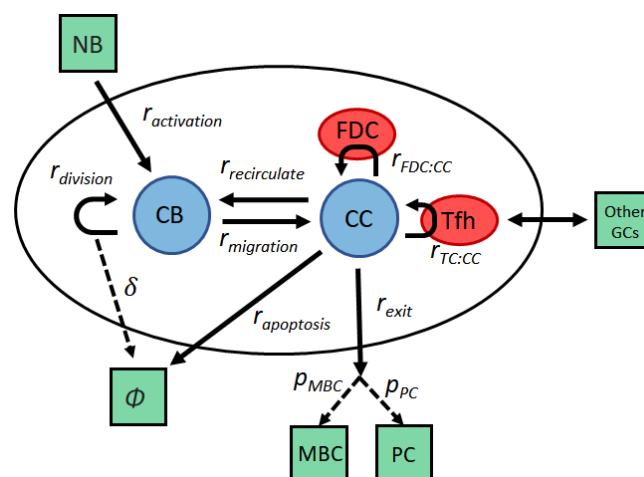 NB
r_activation
FDC
r_division
r_recirculate
r_FDC:CC
CB
CC
Tfh
Other
GCs
r_migration
r_TC:CC
δ
r_apoptosis
r_exit
Φ
p_MBC
p_PC
MBC
PC